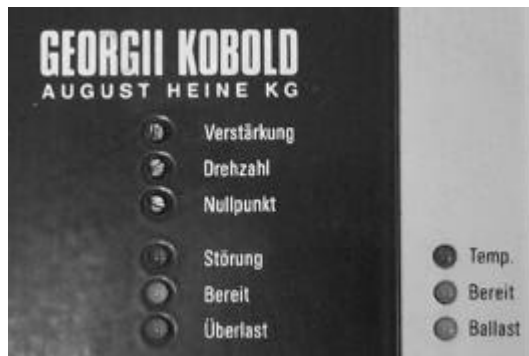 GEORGII KOBOLD
AUGUST HEINE KG
Verstärkung
Drehzahl
Nullpunkt
Störung
Bereit
Überlast
Temp.
Bereit
Ballast